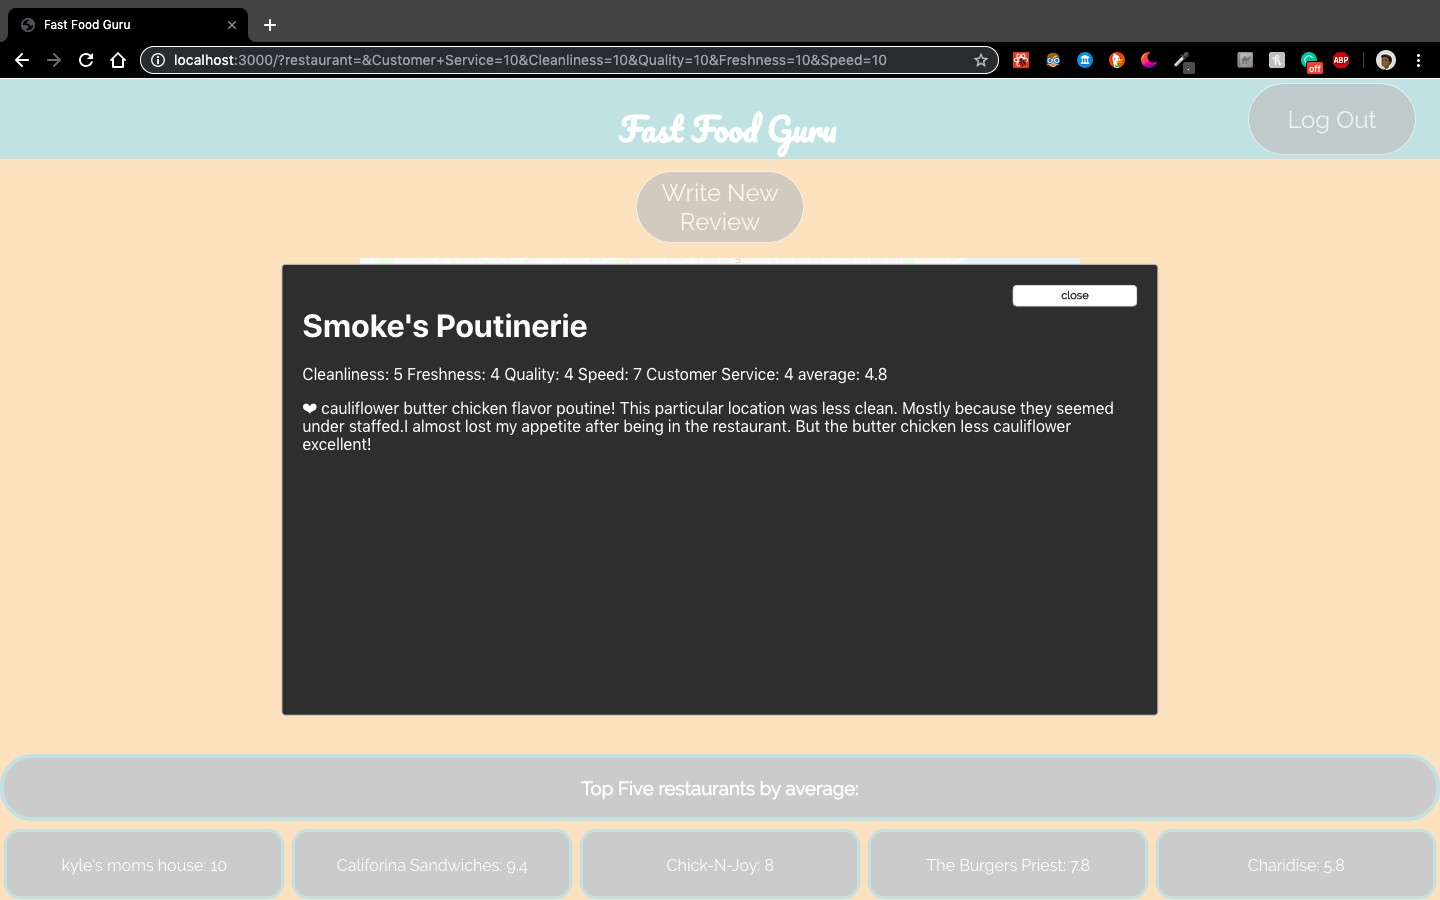 Fast Food Guru
localhost:3000/?restaurant=&Customer+Service=10&Cleanliness=10&Quality=10&Freshness=10&Speed=10
off
ABP
Fast Food Guru
Log Out
Write New
Review
close
Smoke's Poutinerie
Cleanliness: 5 Freshness: 4 Quality: 4 Speed: 7 Customer Service: 4 average: 4.8
❤ cauliflower butter chicken flavor poutine! This particular location was less clean. Mostly because they seemed
under staffed.I almost lost my appetite after being in the restaurant. But the butter chicken less cauliflower
excellent!
Top Five restaurants by average:
kyle's moms house: 10
Califorina Sandwiches: 9.4
Chick-N-Joy: 8
The Burgers Priest: 7.8
Charidise: 5.8